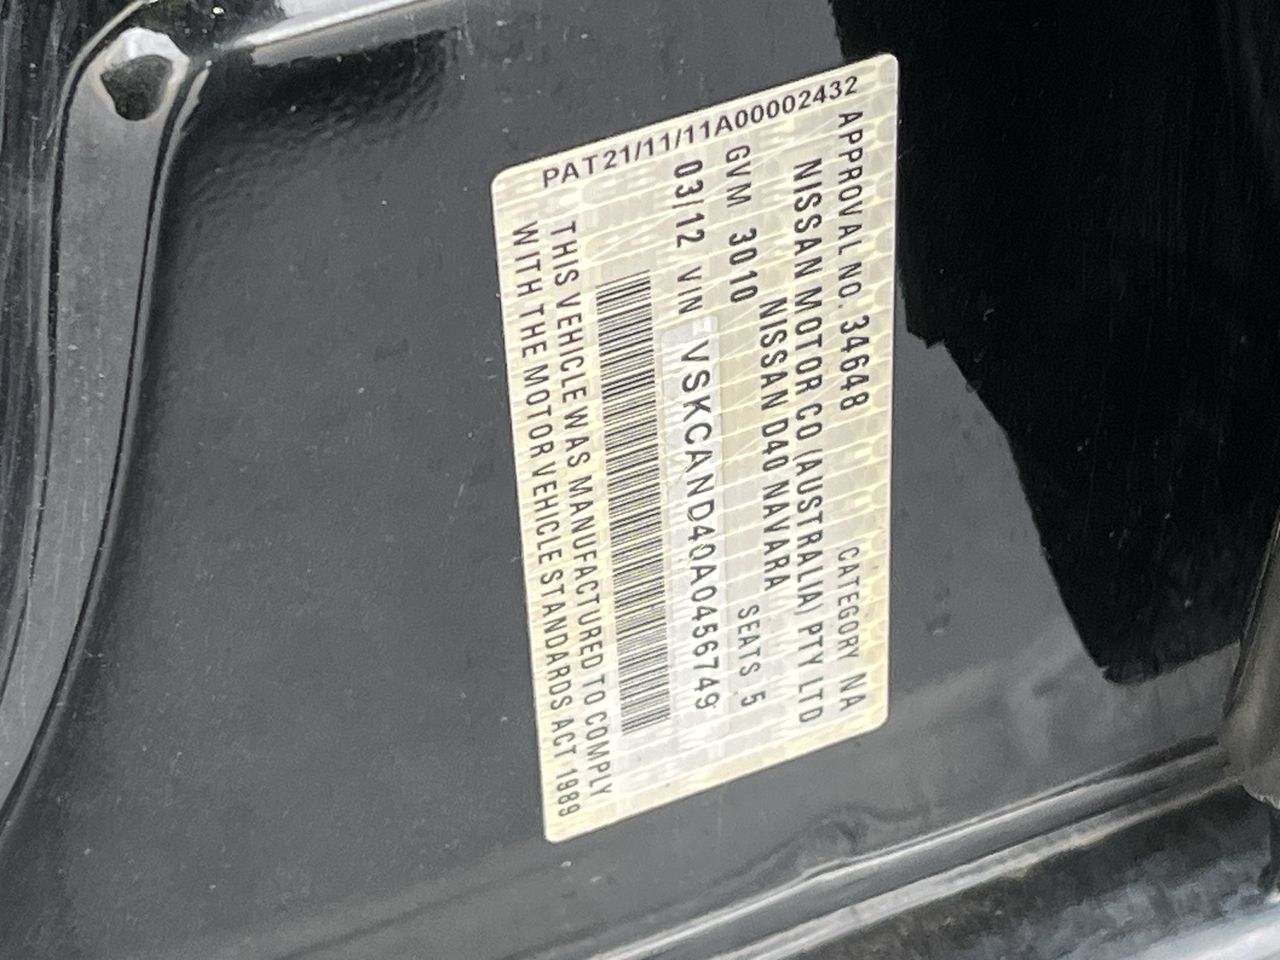 PAT21/11/11A00002432
APPROVAL NO. 34648 CATEGORY NA
NISSAN MOTOR CO (AUSTRALIA) PTY LTD
NISSAN D40 NAVARA
GVM 3010 SEATS 5
03/12 VIN VSKCAND40A0456749
THIS VEHICLE WAS MANUFACTURED TO COMPLY
WITH THE MOTOR VEHICLE STANDARDS ACT 1989